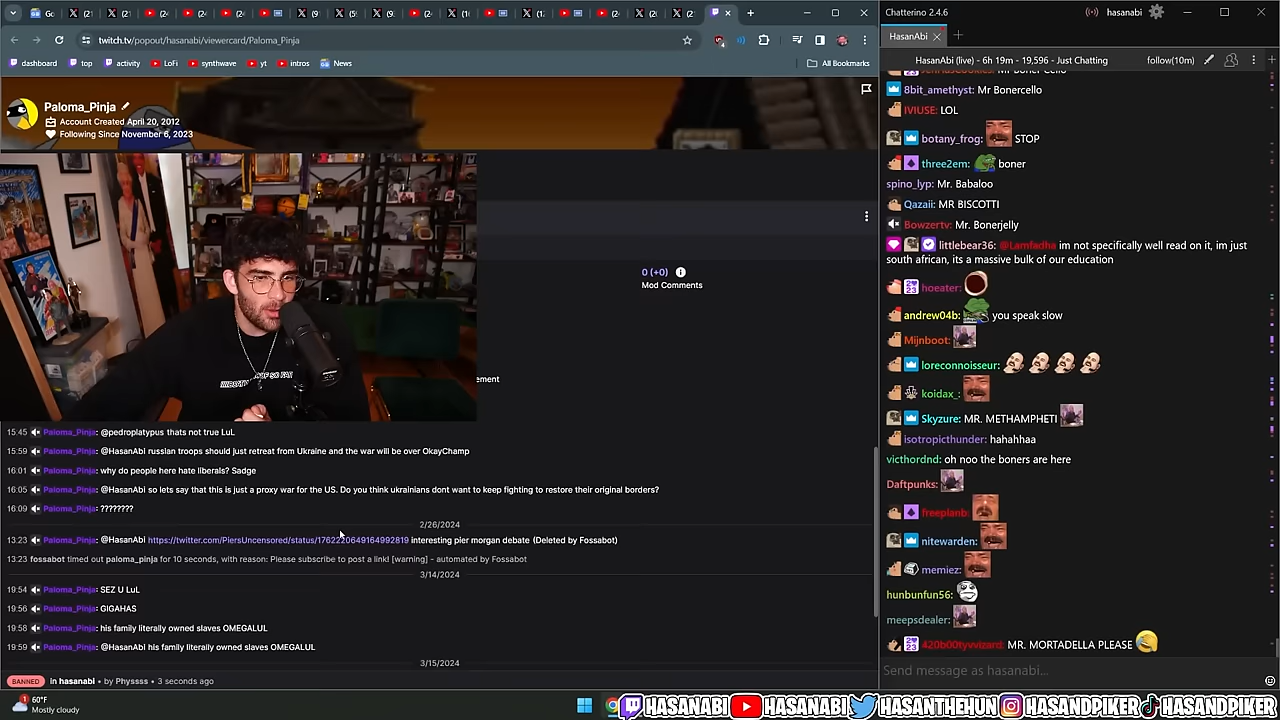 twitch.tv/popout/hasanabi/viewercard/Paloma_Pinja
dashboard top activity LoFi synthwave yt intros News All Bookmarks
Paloma_Pinja
Account Created April 20, 2012
Following Since November 6, 2023
0 (+0)
Mod Comments
ement
15:45 Paloma_Pinja: @pedroplatypus thats not true LuL
15:59 Paloma_Pinja: @HasanAbi russian troops should just retreat from Ukraine and the war will be over OkayChamp
16:01 Paloma_Pinja: why do people here hate liberals? Sadge
16:05 Paloma_Pinja: @HasanAbi so lets say that this is just a proxy war for the US. Do you think ukrainians dont want to keep fighting to restore their original borders?
16:09 Paloma_Pinja: ????????
2/26/2024
13:23 Paloma_Pinja: @HasanAbi https://twitter.com/PiersUncensored/status/1762220649164992819 interesting pier morgan debate (Deleted by Fossabot)
13:23 fossabot timed out paloma_pinja for 10 seconds, with reason: Please subscribe to post a link! [warning] - automated by Fossabot
3/14/2024
19:54 Paloma_Pinja: SEZ U LuL
19:56 Paloma_Pinja: GIGAHAS
19:58 Paloma_Pinja: his family literally owned slaves OMEGALUL
19:59 Paloma_Pinja: @HasanAbi his family literally owned slaves OMEGALUL
3/15/2024
BANNED in hasanabi • by Physsss • 3 seconds ago
Chatterino 2.4.6 hasanabi
HasanAbi
HasanAbi (live) - 6h 19m - 19,596 - Just Chatting follow(10m)
8bit_amethyst: Mr Bonercello
IVIUSE: LOL
botany_frog: STOP
three2em: boner
spino_lyp: Mr. Babaloo
Qazaii: MR BISCOTTI
Bowzertv: Mr. Bonerjelly
littlebear36: @Lamfadha im not specifically well read on it, im just
south african, its a massive bulk of our education
hoeater:
andrew04b: you speak slow
Mijnboot:
loreconnoisseur:
koidax_:
Skyzure: MR. METHAMPHETI
isotropicthunder: hahahhaa
victhordnd: oh noo the boners are here
Daftpunks:
freeplanb:
nitewarden:
memiez:
hunbunfun56:
meepsdealer:
420b00tyvvizard: MR. MORTADELLA PLEASE
Send message as hasanabi...
60°F
Mostly cloudy
HASANABI HASANABI HASANTHEHUN HASANDPIKER HASANDPIKER